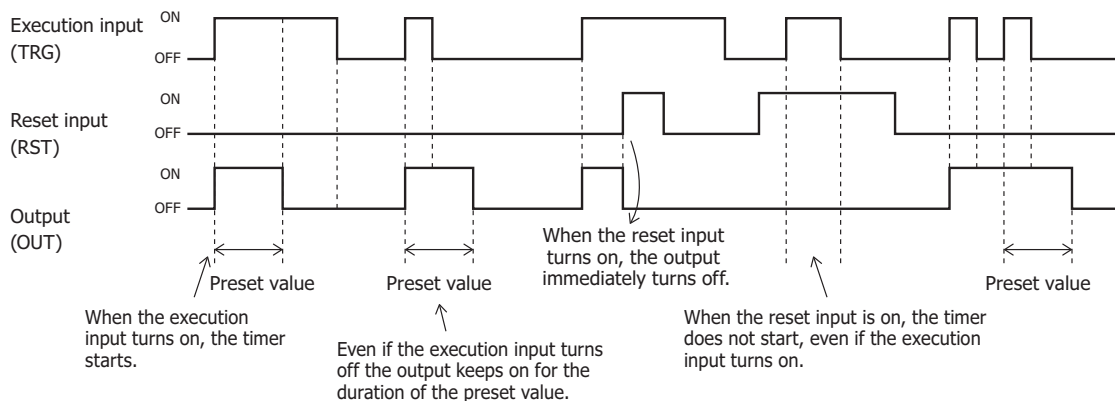 Execution input
(TRG)
ON
OFF
Reset input
(RST)
ON
OFF
Output
(OUT)
ON
OFF
Preset value
Preset value
Preset value
When the execution
input turns on, the timer
starts.
Even if the execution input turns
off the output keeps on for the
duration of the preset value.
When the reset input
turns on, the output
immediately turns off.
When the reset input is on, the timer
does not start, even if the execution
input turns on.